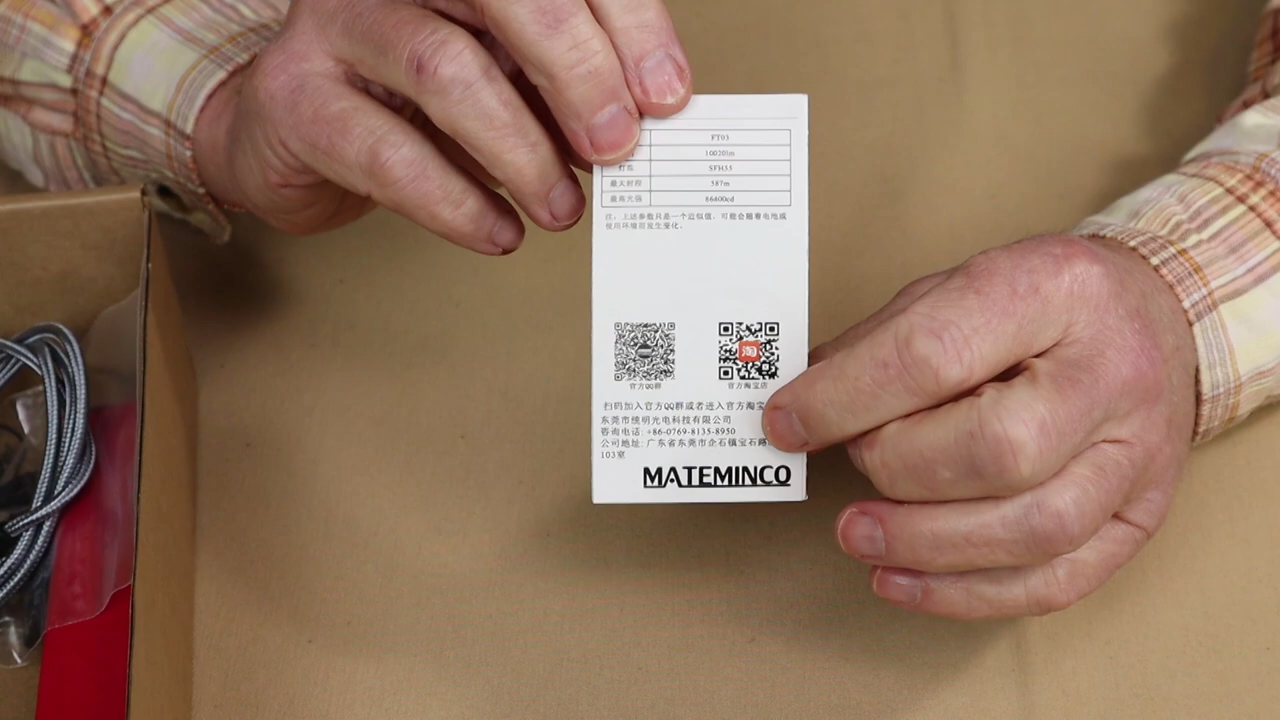 FT03
10020lm
灯珠 SFH55
最大射程 587m
最高光强 86600cd
注：上述参数只是一个近似值，可能会随着电池或
使用环境而发生变化。
官方QQ群 官方淘宝店
扫码加入官方QQ群或者进入官方淘宝
东莞市统明光电科技有限公司
咨询电话: +86-0769-8135-8950
公司地址: 广东省东莞市企石镇宝石路
103室
MATEMINCO